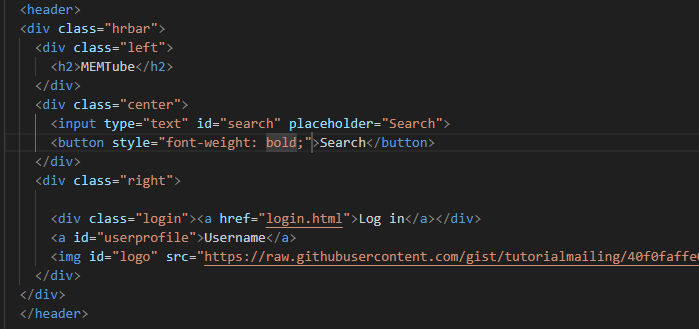 <header>
<div class="hrbar">
<div class="left">
<h2>MEMTube</h2>
</div>
<div class="center">
<input type="text" id="search" placeholder="Search">
<button style="font-weight: bold;">Search</button>
</div>
<div class="right">
<div class="login"><a href="login.html">Log in</a></div>
<a id="userprofile">Username</a>
<img id="logo" src="https://raw.githubusercontent.com/gist/tutorialmailing/40f0faffe
</div>
</div>
</header>